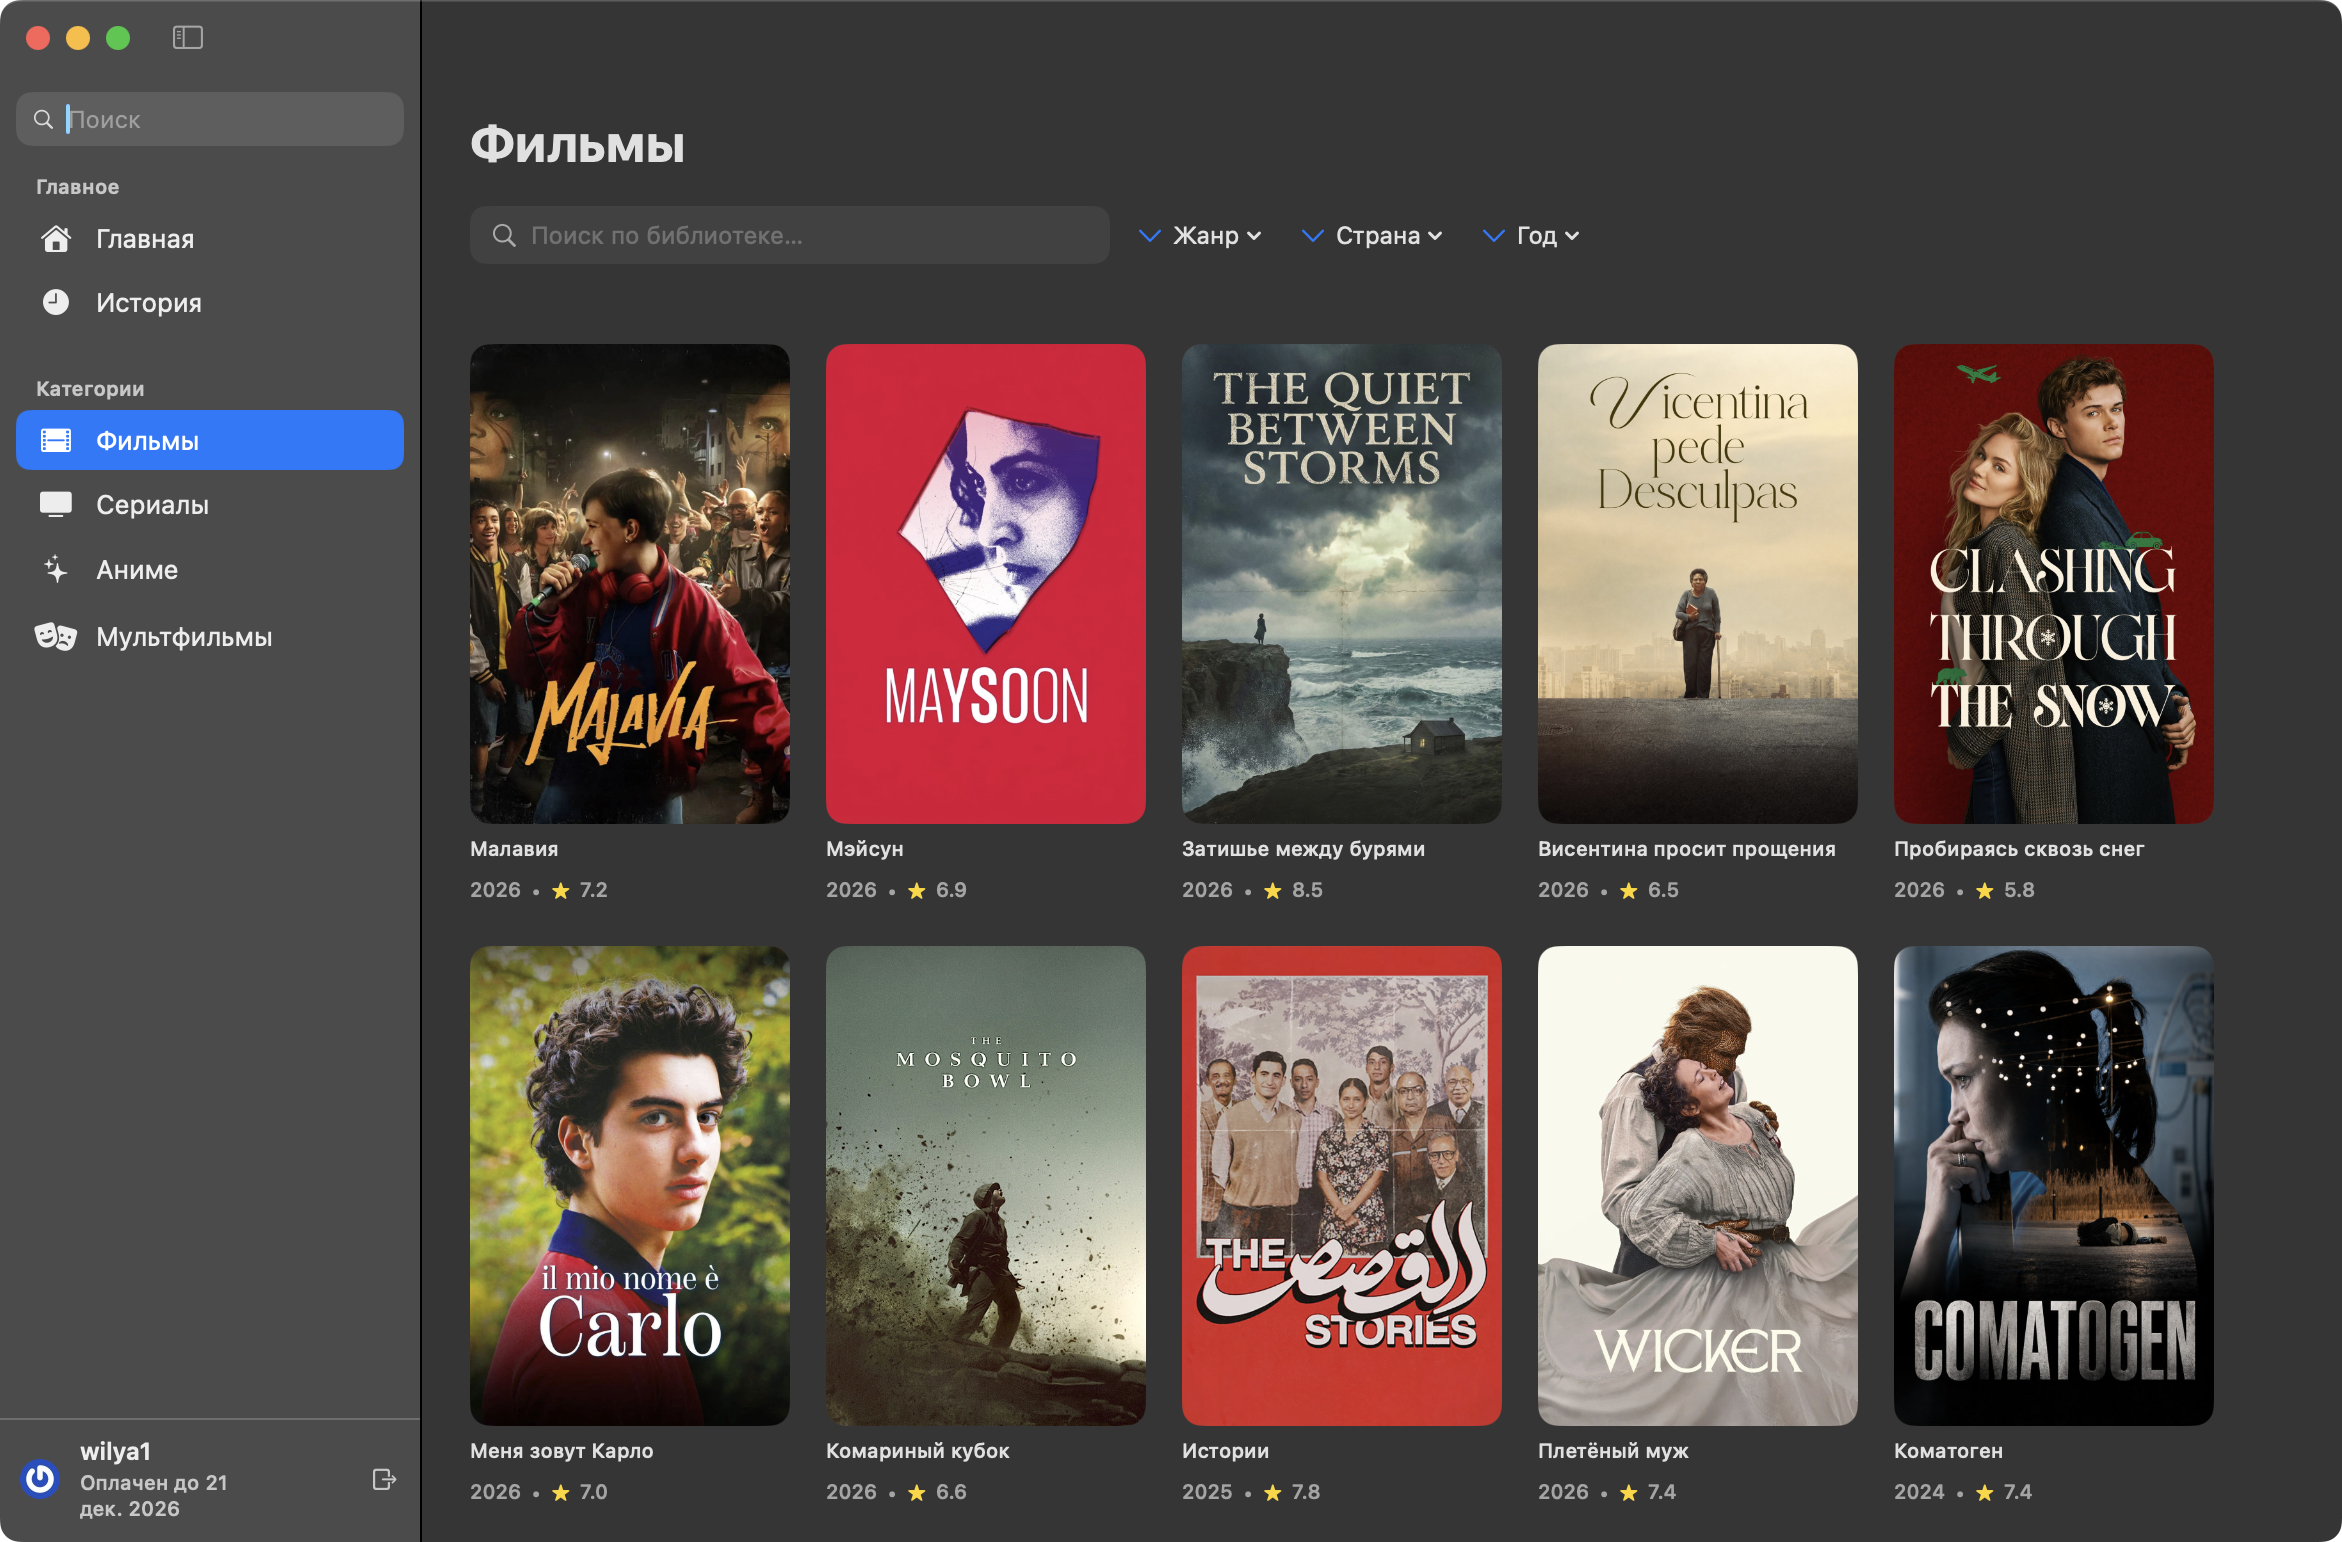 Поиск
Главное
Главная
История
Категории
Фильмы
Сериалы
Аниме
Мультфильмы
wilya1
Оплачен до 21
дек. 2026
Фильмы
Поиск по библиотеке...
Жанр
Страна
Год
MALAVIA
MAYSOON
THE QUIET
BETWEEN
STORMS
Vicentina
pede
Desculpas
CLASHING
THROUGH
THE SNOW
Малавия
2026 • ★ 7.2
Мэйсун
2026 • ★ 6.9
Затишье между бурями
2026 • ★ 8.5
Висентина просит прощения
2026 • ★ 6.5
Пробираясь сквозь снег
2026 • ★ 5.8
il mio nome è
Carlo
THE
MOSQUITO
BOWL
THE القصص
STORIES
WICKER
COMATOGEN
Меня зовут Карло
2026 • ★ 7.0
Комариный кубок
2026 • ★ 6.6
Истории
2025 • ★ 7.8
Плетёный муж
2026 • ★ 7.4
Коматоген
2024 • ★ 7.4